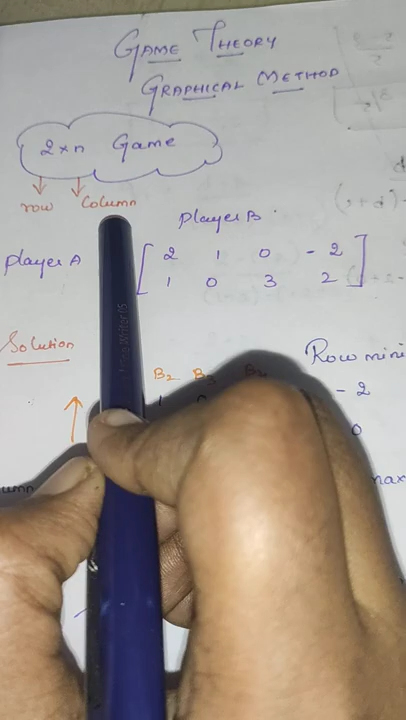 GAME THEORY
GRAPHICAL METHOD
2×n Game
row column
Player B
Player A
2 1 0 -2
1 0 3 2
Solution
Row mini
B2 B3
- 2
0